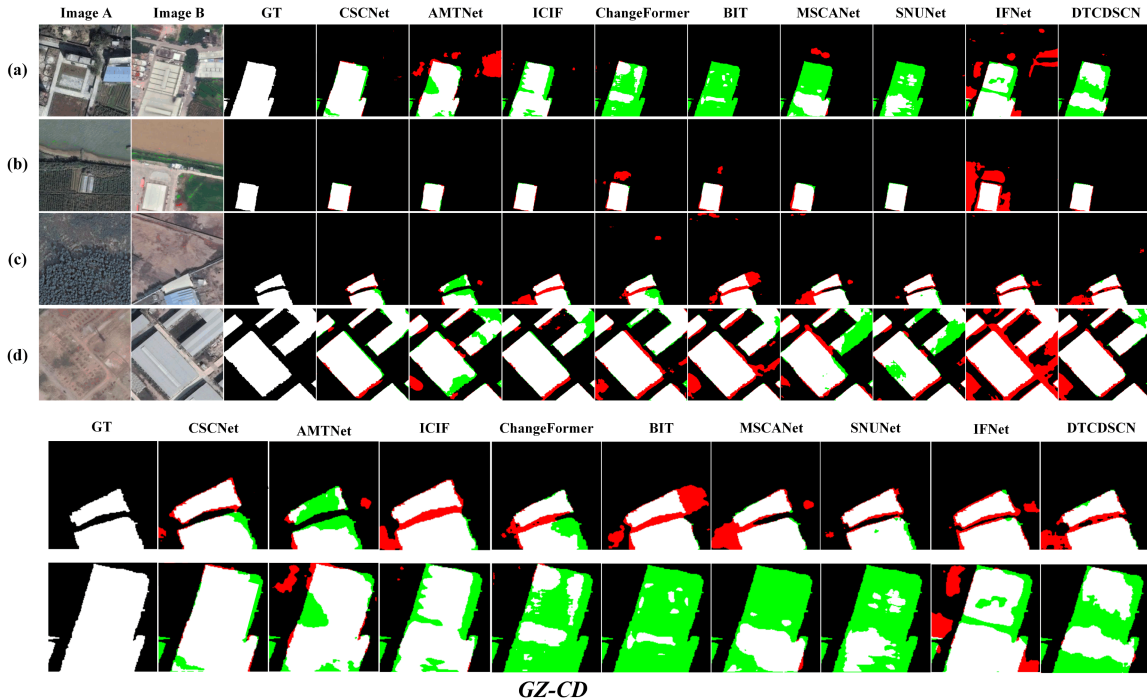 Image A Image B GT CSCNet AMTNet ICIF ChangeFormer BIT MSCANet SNUNet IFNet DTCDSCN
(a)
(b)
(c)
(d)
GT CSCNet AMTNet ICIF ChangeFormer BIT MSCANet SNUNet IFNet DTCDSCN
GZ-CD